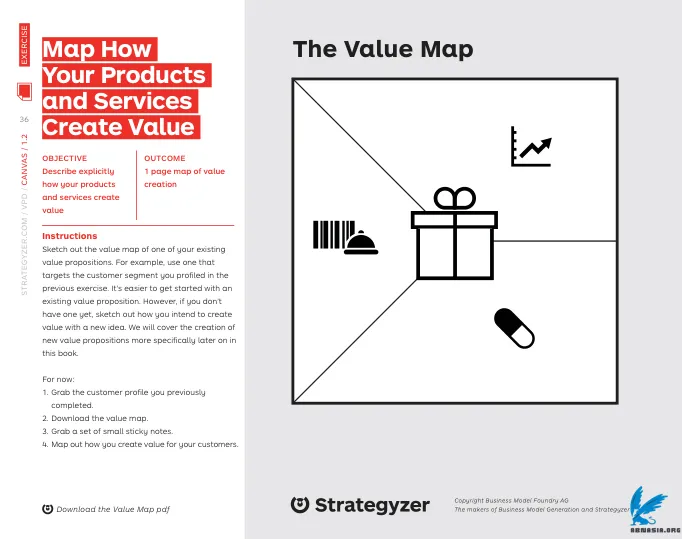 EXERCISE
36
STRATEGYZER.COM / VPD / CANVAS / 1.2
Map How
Your Products
and Services
Create Value
OBJECTIVE
Describe explicitly
how your products
and services create
value
OUTCOME
1 page map of value
creation
Instructions
Sketch out the value map of one of your existing
value propositions. For example, use one that
targets the customer segment you profiled in the
previous exercise. It's easier to get started with an
existing value proposition. However, if you don't
have one yet, sketch out how you intend to create
value with a new idea. We will cover the creation of
new value propositions more specifically later on in
this book.
For now:
1. Grab the customer profile you previously
completed.
2. Download the value map.
3. Grab a set of small sticky notes.
4. Map out how you create value for your customers.
Download the Value Map pdf
The Value Map
Strategyzer
Copyright Business Model Foundry AG
The makers of Business Model Generation and Strategyzer
ABNASIA.ORG